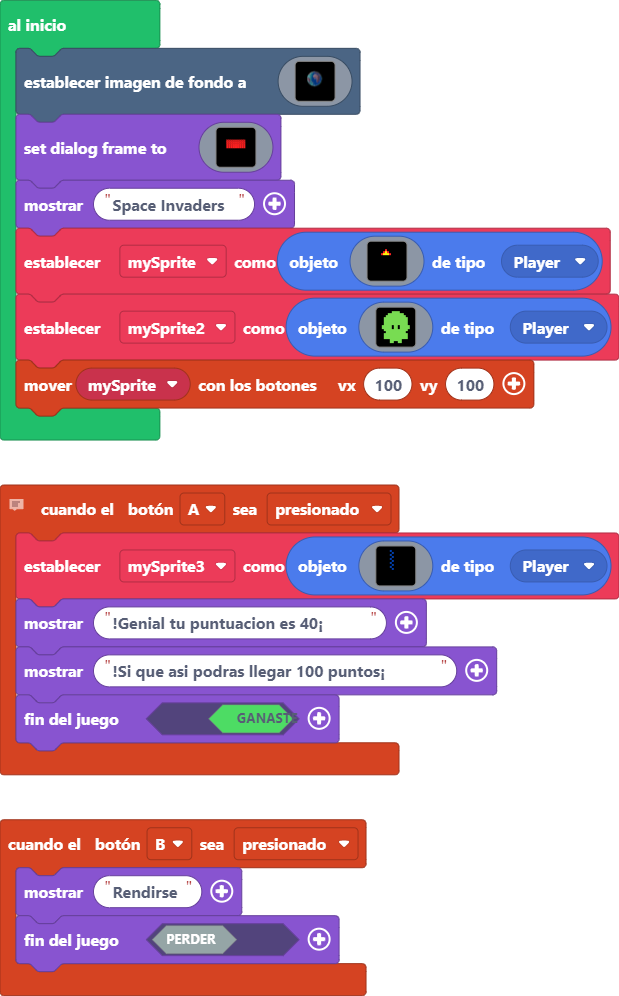 al inicio
establecer imagen de fondo a
set dialog frame to
mostrar "Space Invaders"
establecer mySprite como objeto de tipo Player
establecer mySprite2 como objeto de tipo Player
mover mySprite con los botones vx 100 vy 100
cuando el botón A sea presionado
establecer mySprite3 como objeto de tipo Player
mostrar "!Genial tu puntuacion es 40¡"
mostrar "!Si que asi podras llegar 100 puntos¡"
fin del juego GANAST
cuando el botón B sea presionado
mostrar "Rendirse"
fin del juego PERDER